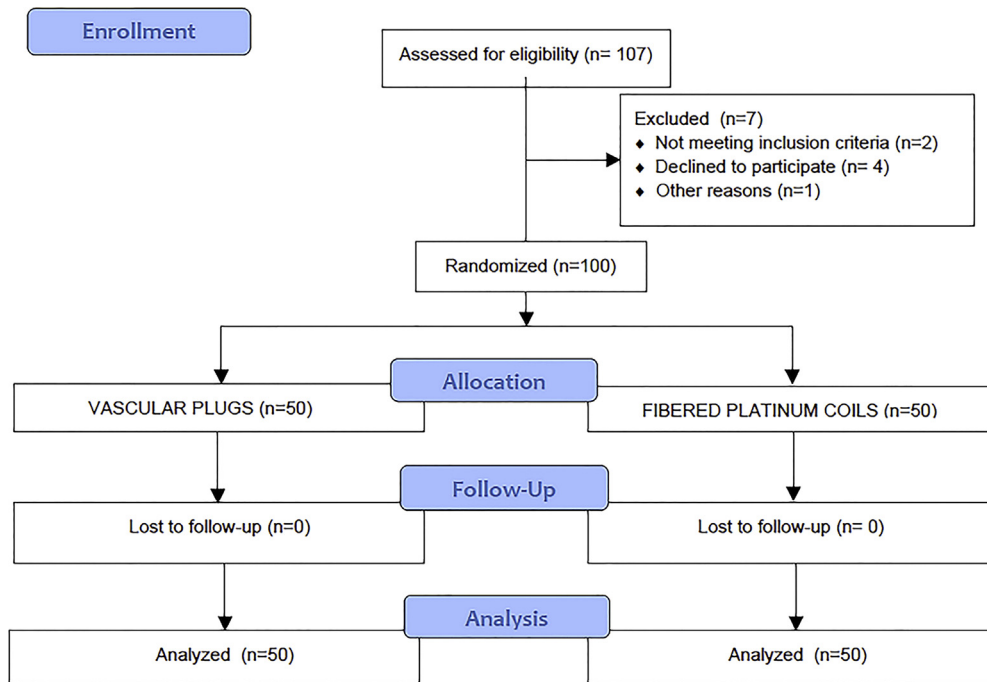 Enrollment
Assessed for eligibility (n= 107)
Excluded (n=7)
◆ Not meeting inclusion criteria (n=2)
◆ Declined to participate (n= 4)
◆ Other reasons (n=1)
Randomized (n=100)
Allocation
VASCULAR PLUGS (n=50)
FIBERED PLATINUM COILS (n=50)
Follow-Up
Lost to follow-up (n=0)
Lost to follow-up (n= 0)
Analysis
Analyzed (n=50)
Analyzed (n=50)